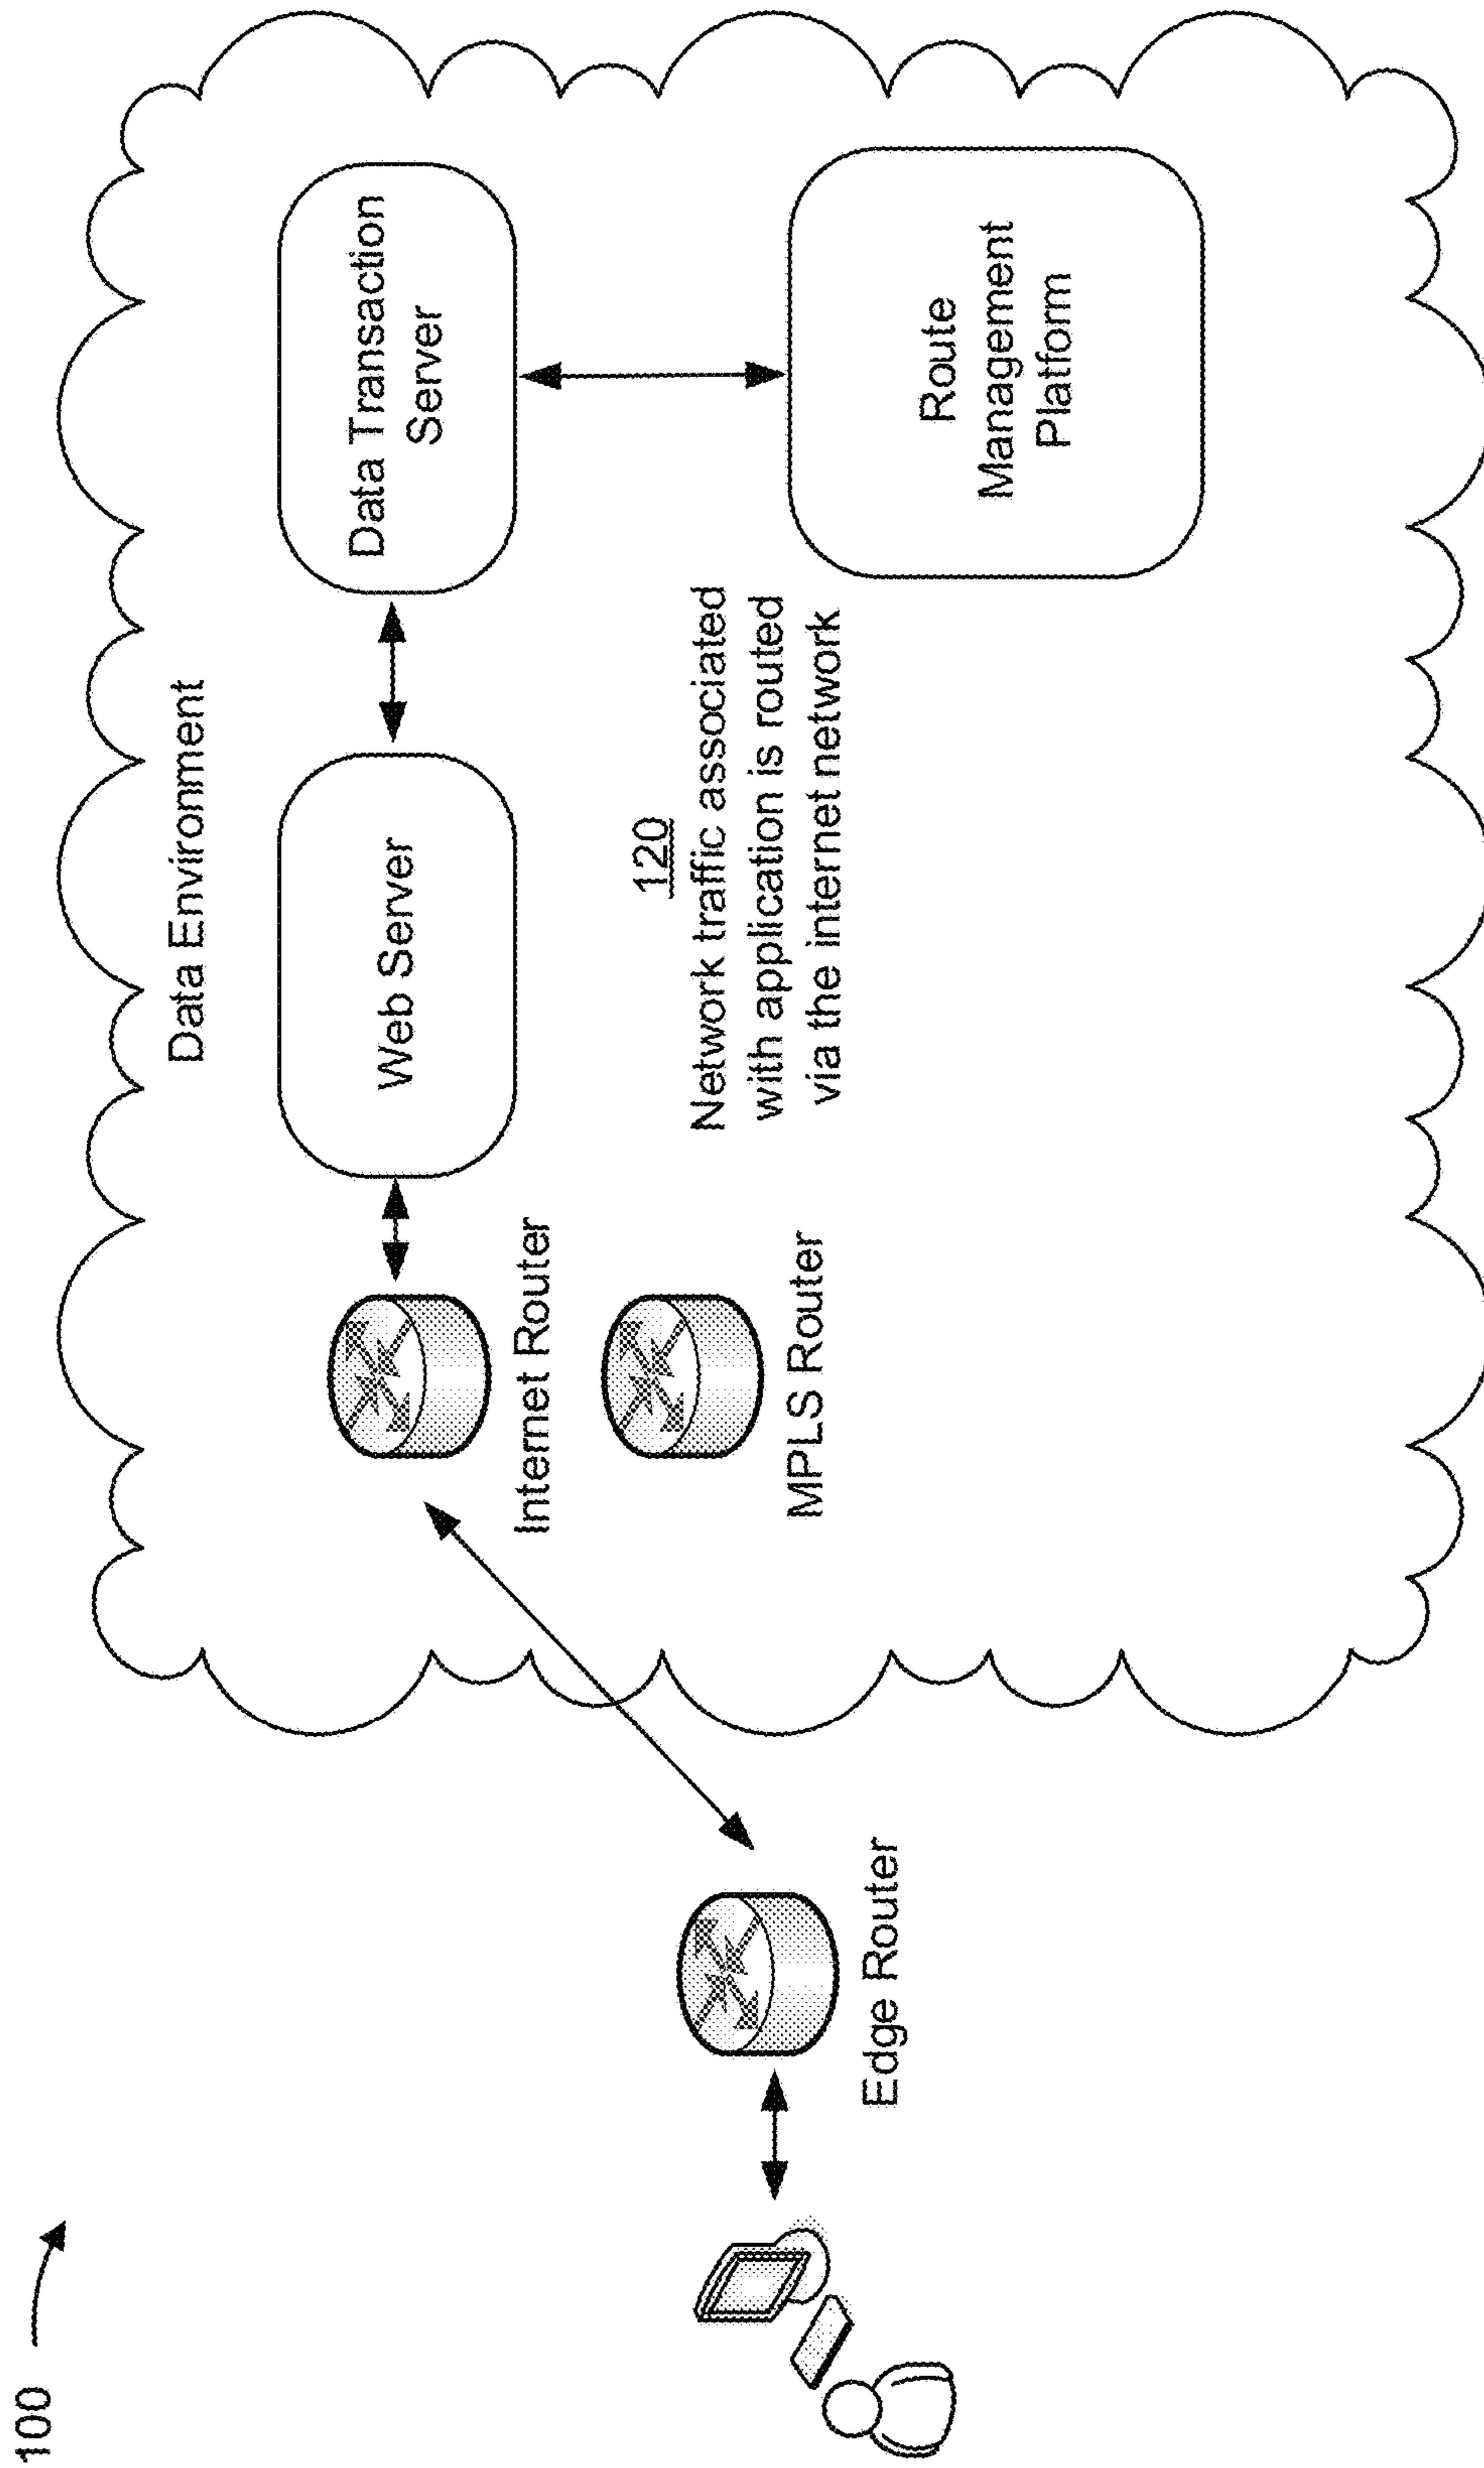 100
Data Environment
Data Transaction
Server
Web Server
Internet Router
120
Network traffic associated
with application is routed
via the internet network
MPLS Router
Route
Management
Platform
Edge Router